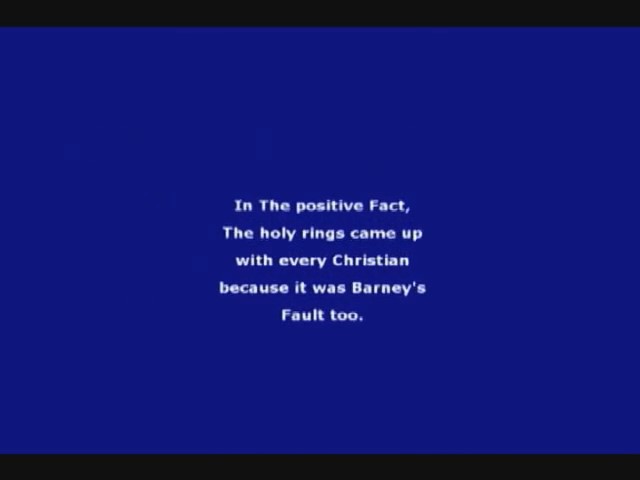 In The positive Fact,
The holy rings came up
with every Christian
because it was Barney's
Fault too.